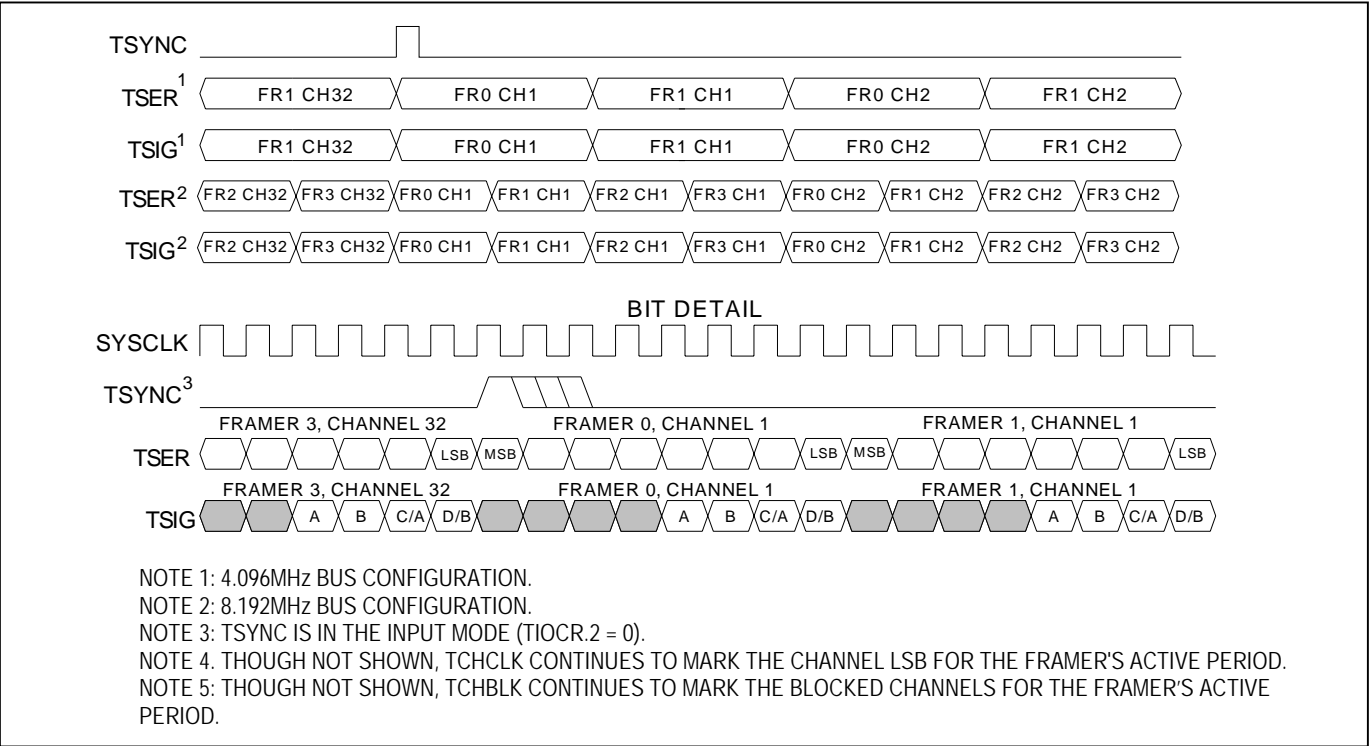 TSYNC
TSER1 FR1 CH32 FR0 CH1 FR1 CH1 FR0 CH2 FR1 CH2
TSIG1 FR1 CH32 FR0 CH1 FR1 CH1 FR0 CH2 FR1 CH2
TSER2 FR2 CH32 FR3 CH32 FR0 CH1 FR1 CH1 FR2 CH1 FR3 CH1 FR0 CH2 FR1 CH2 FR2 CH2 FR3 CH2
TSIG2 FR2 CH32 FR3 CH32 FR0 CH1 FR1 CH1 FR2 CH1 FR3 CH1 FR0 CH2 FR1 CH2 FR2 CH2 FR3 CH2
BIT DETAIL
SYSCLK
TSYNC3
FRAMER 3, CHANNEL 32 FRAMER 0, CHANNEL 1 FRAMER 1, CHANNEL 1
TSER LSB MSB LSB MSB LSB
FRAMER 3, CHANNEL 32 FRAMER 0, CHANNEL 1 FRAMER 1, CHANNEL 1
TSIG A B C/A D/B A B C/A D/B A B C/A D/B
NOTE 1: 4.096MHz BUS CONFIGURATION.
NOTE 2: 8.192MHz BUS CONFIGURATION.
NOTE 3: TSYNC IS IN THE INPUT MODE (TIOCR.2 = 0).
NOTE 4. THOUGH NOT SHOWN, TCHCLK CONTINUES TO MARK THE CHANNEL LSB FOR THE FRAMER'S ACTIVE PERIOD.
NOTE 5: THOUGH NOT SHOWN, TCHBLK CONTINUES TO MARK THE BLOCKED CHANNELS FOR THE FRAMER’S ACTIVE
PERIOD.